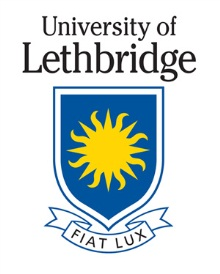 University of
Lethbridge
FIAT LUX